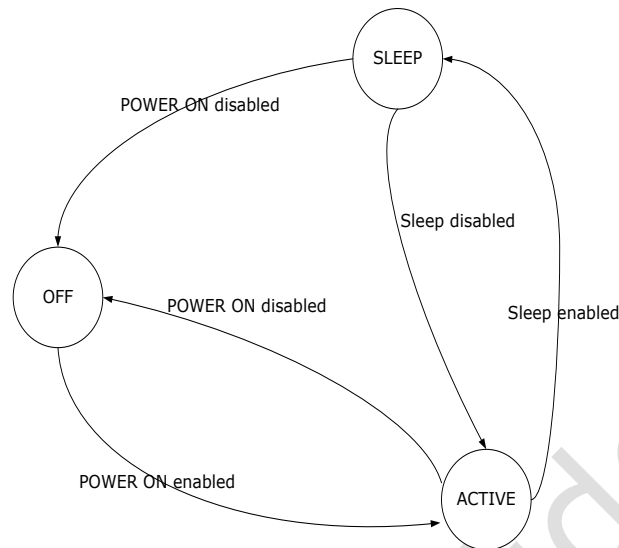 SLEEP
POWER ON disabled
Sleep disabled
OFF
POWER ON disabled
Sleep enabled
POWER ON enabled
ACTIVE